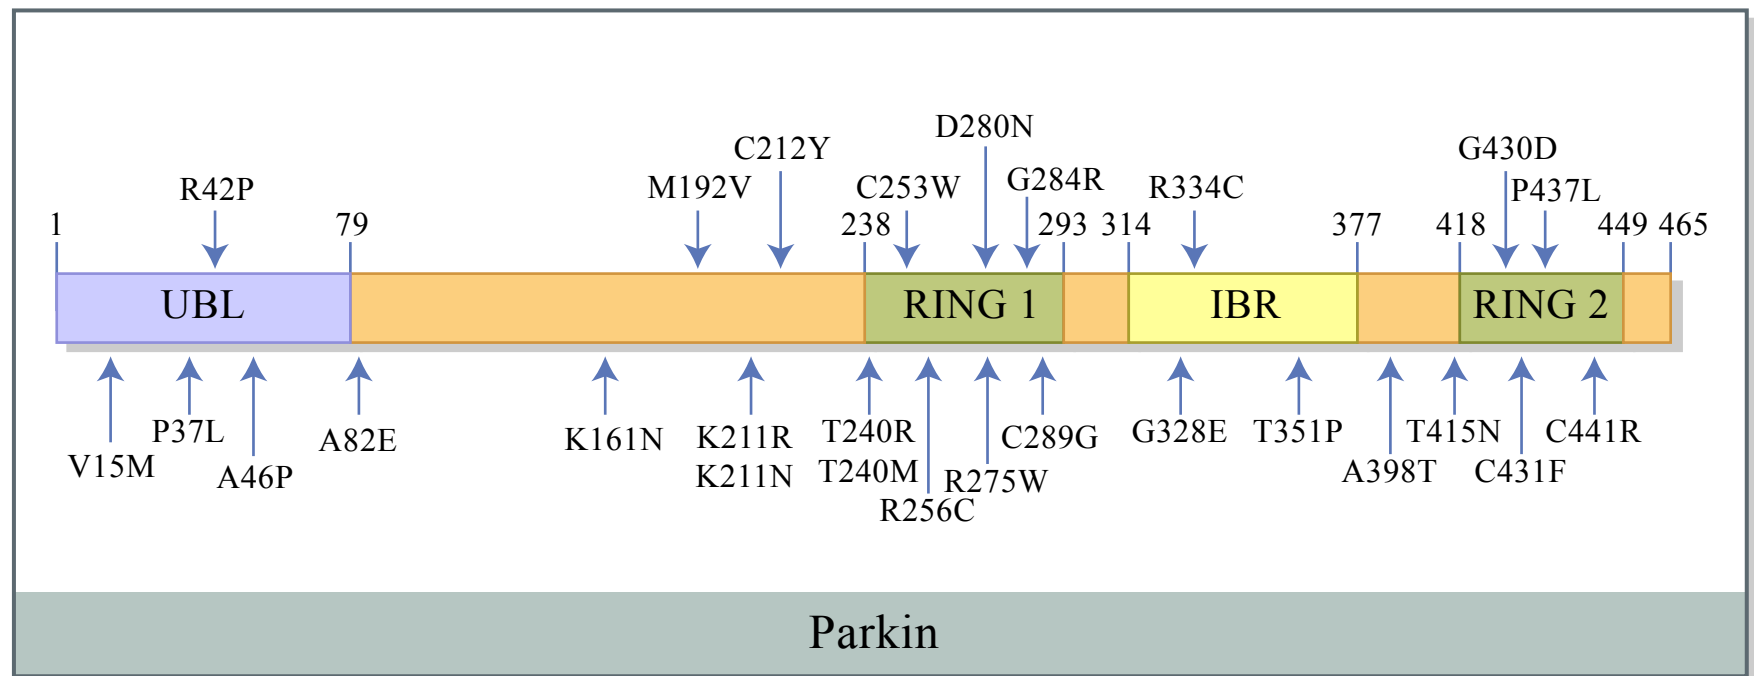 D280N
C212Y
G430D
R42P
M192V
C253W
G284R
R334C
P437L
1
79
238
293
314
377
418
449
465
UBL
RING 1
IBR
RING 2
V15M
P37L
A46P
A82E
K161N
K211R
K211N
T240R
T240M
R256C
R275W
C289G
G328E
T351P
A398T
T415N
C431F
C441R
Parkin